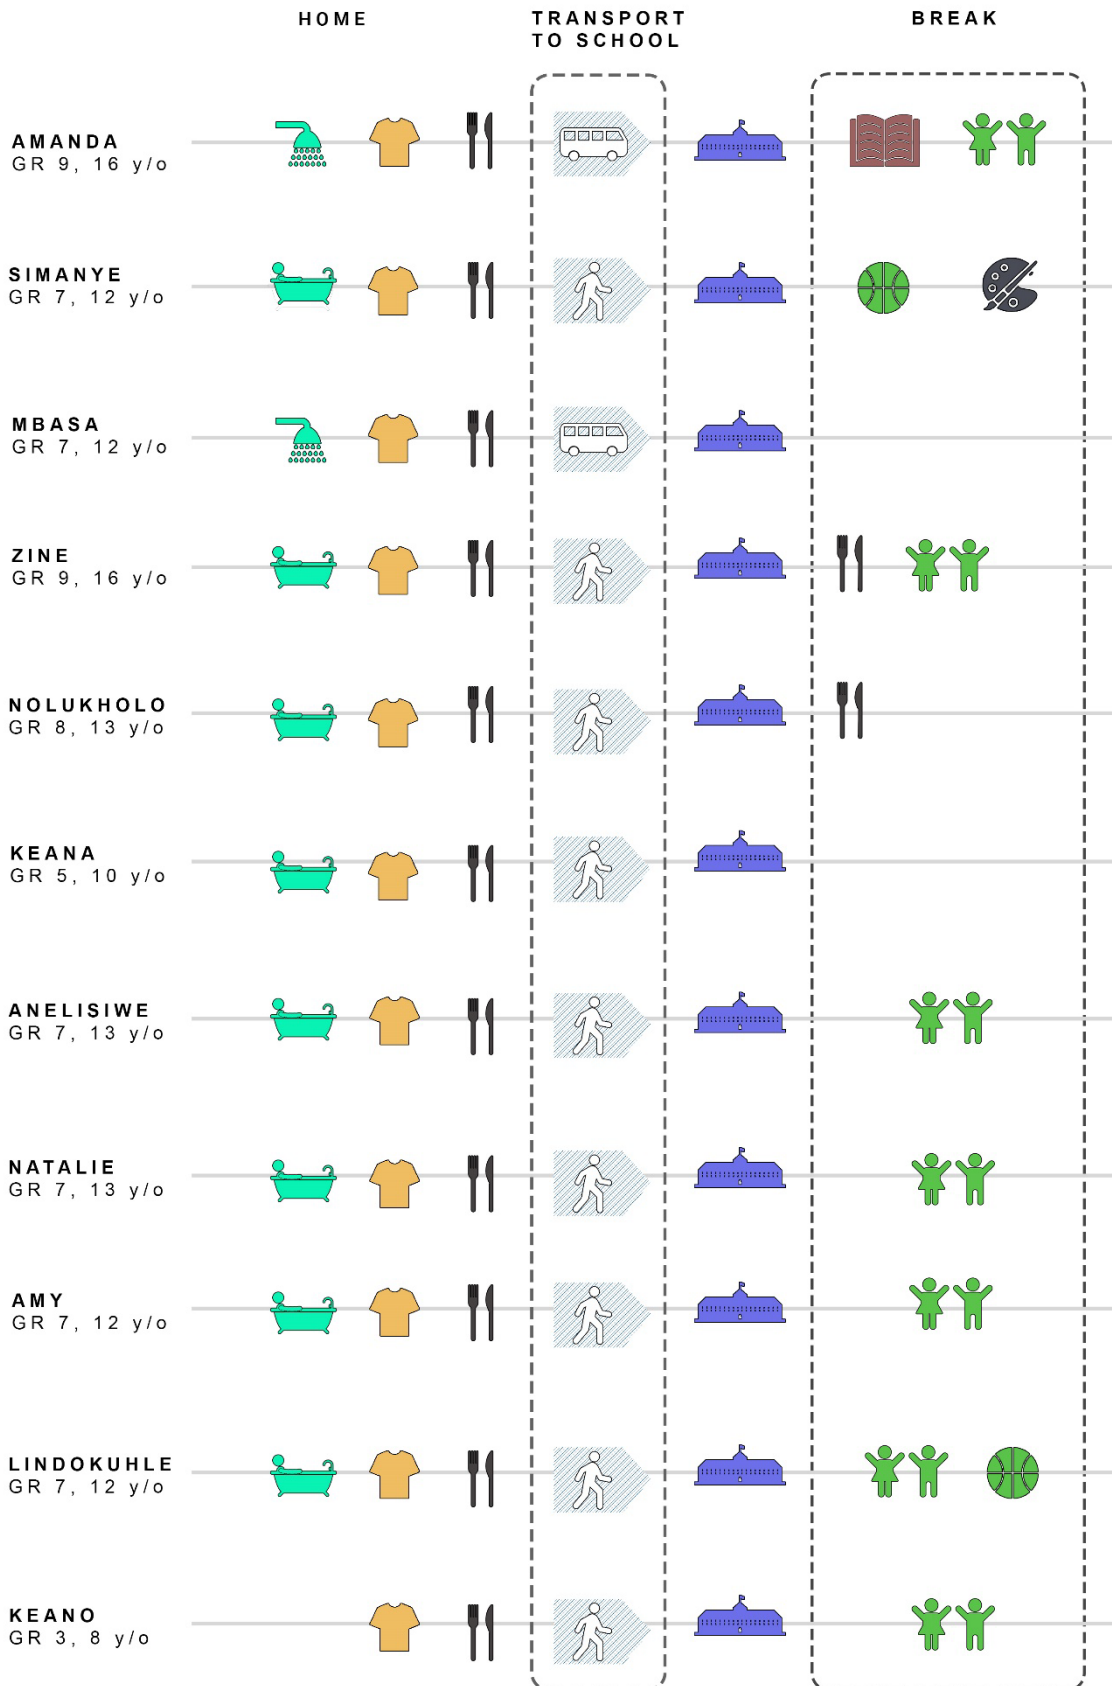 HOME
TRANSPORT
TO SCHOOL
BREAK
AMANDA
GR 9, 16 y/o
SIMANYE
GR 7, 12 y/o
MBASA
GR 7, 12 y/o
ZINE
GR 9, 16 y/o
NOLUKHOLO
GR 8, 13 y/o
KEANA
GR 5, 10 y/o
ANELISIWE
GR 7, 13 y/o
NATALIE
GR 7, 13 y/o
AMY
GR 7, 12 y/o
LINDOKUHLE
GR 7, 12 y/o
KEANO
GR 3, 8 y/o